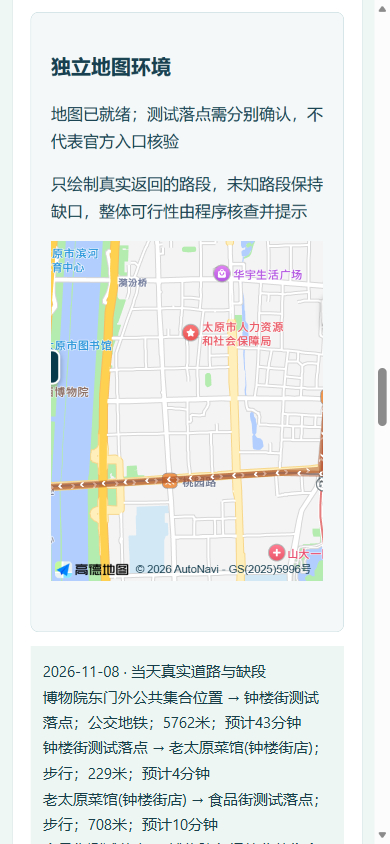 独立地图环境
地图已就绪；测试落点需分别确认，不
代表官方入口核验
只绘制真实返回的路段，未知路段保持
缺口，整体可行性由程序核查并提示
原市滨河
育中心
漪汾桥
华宇生活广场
太原市人力资源
和社会保障局
原市图书馆
博物院
桃园路
山大一
高德地图 © 2026 AutoNavi - GS(2025)5996号
2026-11-08 · 当天真实道路与缺段
博物院东门外公共集合位置 → 钟楼街测试
落点；公交地铁；5762米；预计43分钟
钟楼街测试落点 → 老太原菜馆(钟楼街店)；
步行；229米；预计4分钟
老太原菜馆(钟楼街店) → 食品街测试落点；
步行；708米；预计10分钟